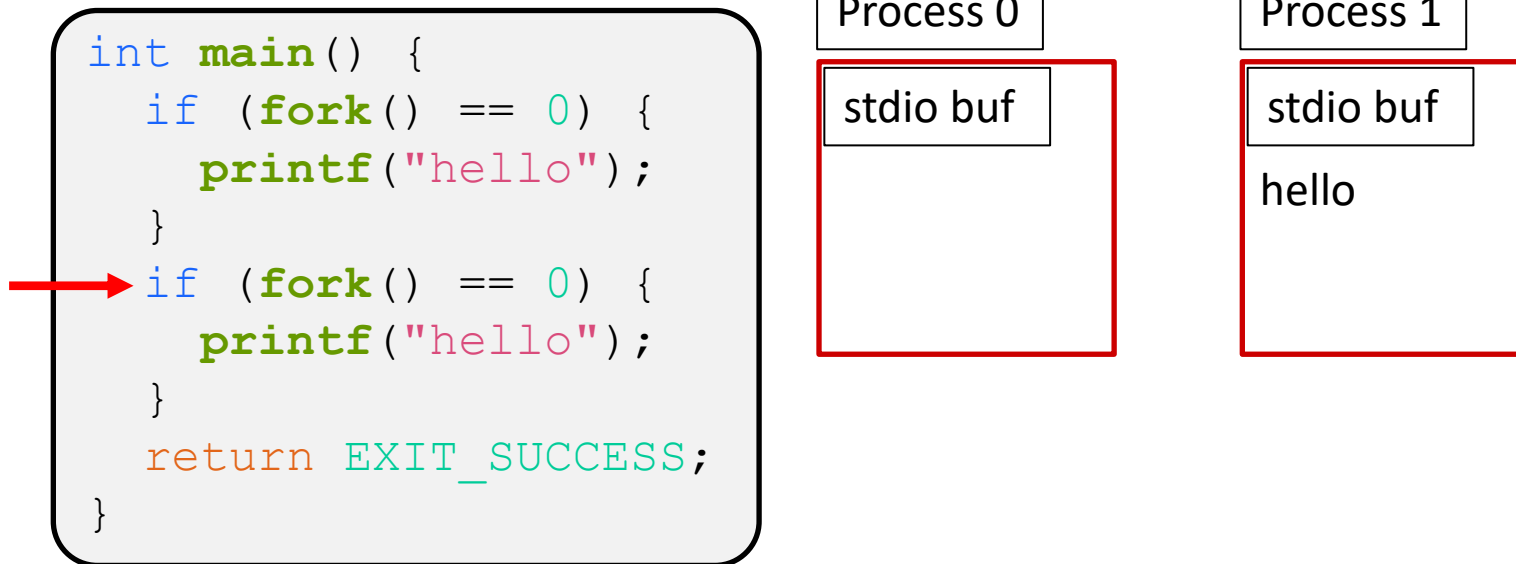 int main() {
  if (fork() == 0) {
    printf("hello");
  }
  if (fork() == 0) {
    printf("hello");
  }
  return EXIT_SUCCESS;
}
Process 0
stdio buf
Process 1
stdio buf
hello